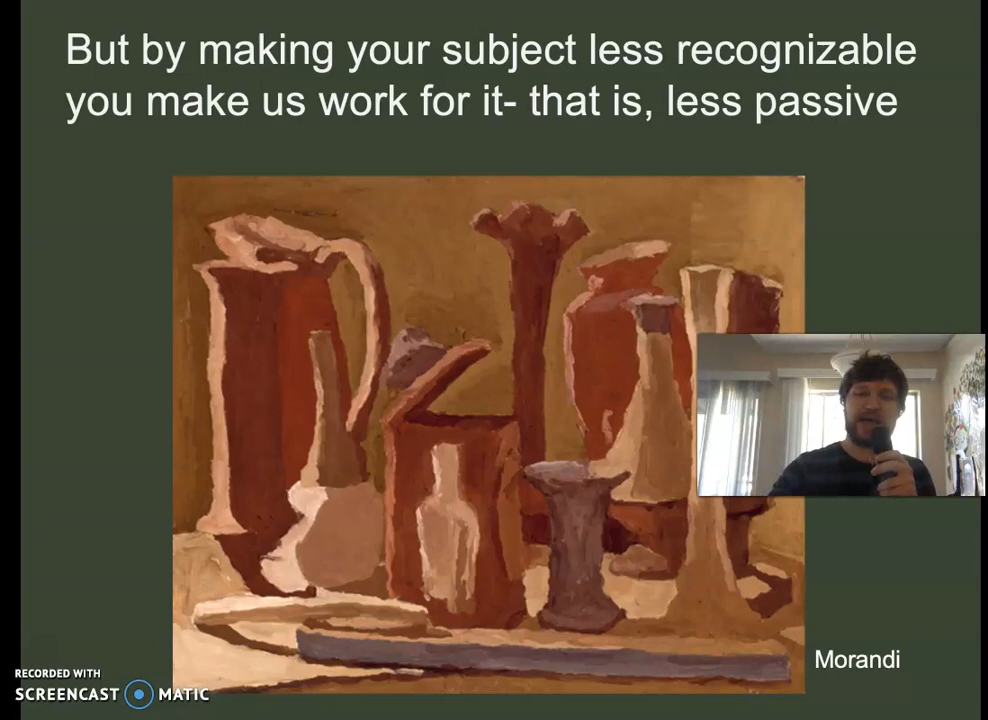 But by making your subject less recognizable
you make us work for it- that is, less passive
Morandi
RECORDED WITH
SCREENCAST MATIC